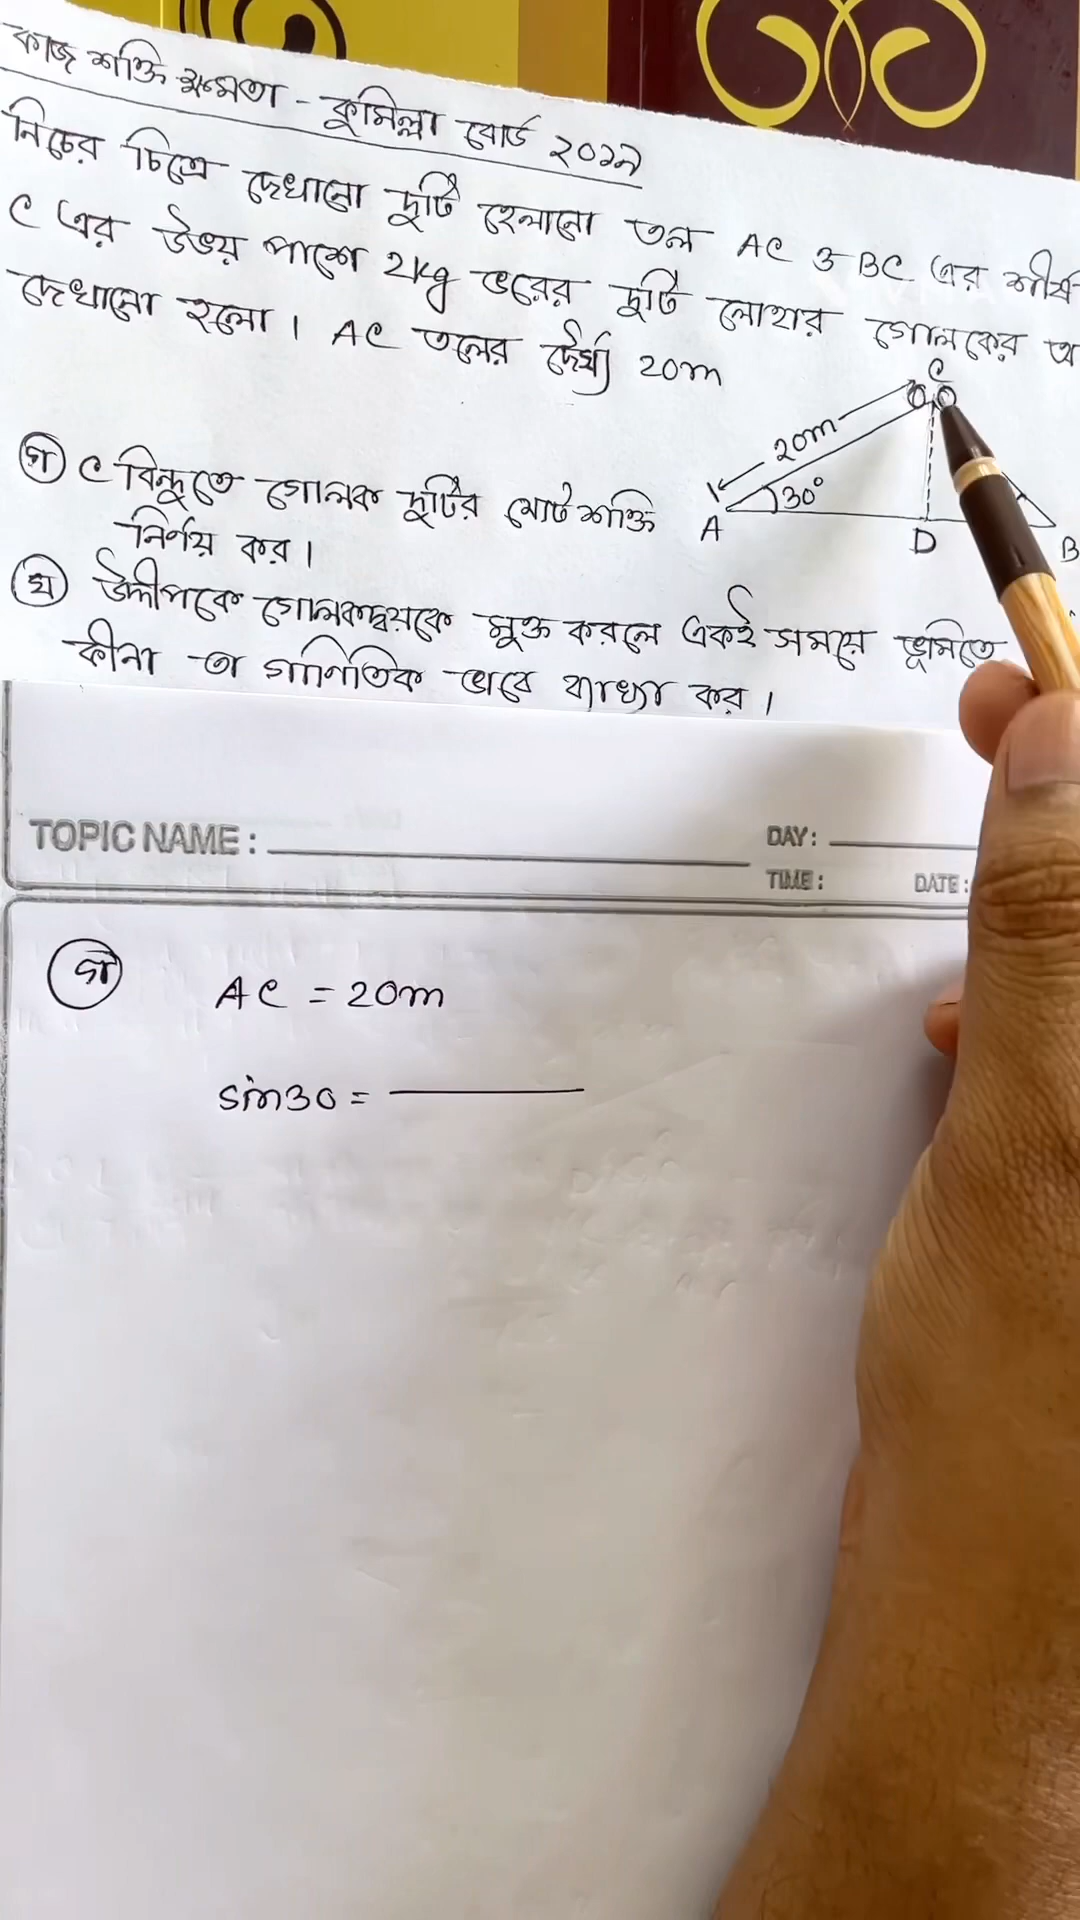 কাজ শক্তি ক্ষমতা - কুমিল্লা বোর্ড ২০১৯
নিচের চিত্রে দেখানো দুটি হেলানো তল AC ও BC এর শীর্ষ
C এর উভয় পাশে 2kg ভরের দুটি লোহার গোলকের অ
দেখানো হলো। AC তলের দৈর্ঘ্য 20m
C
20m
30°
A
D
B
গ C বিন্দুতে গোলক দুটির মোট শক্তি
নির্ণয় কর।
ঘ উদ্দীপকে গোলকদ্বয়কে মুক্ত করলে একই সময়ে ভূমিতে
কীনা তা গাণিতিক ভাবে ব্যাখ্যা কর।
TOPIC NAME :
DAY :
TIME :
DATE :
গ
AC = 20m
sin30 =